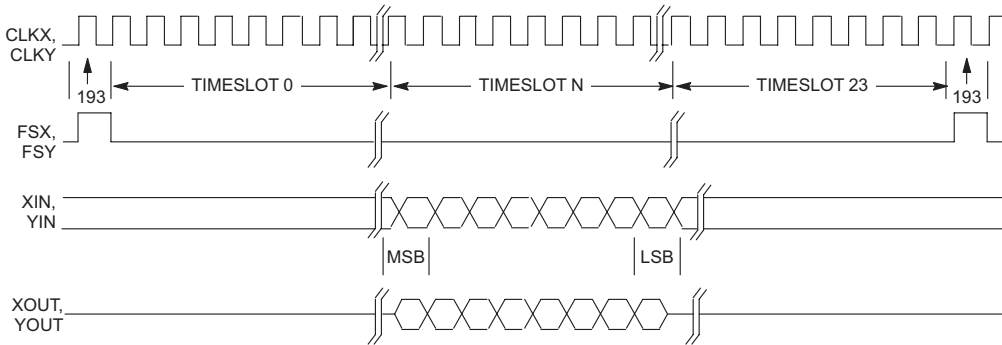 CLKX,
CLKY
193
TIMESLOT 0
TIMESLOT N
TIMESLOT 23
193
FSX,
FSY
XIN,
YIN
MSB
LSB
XOUT,
YOUT